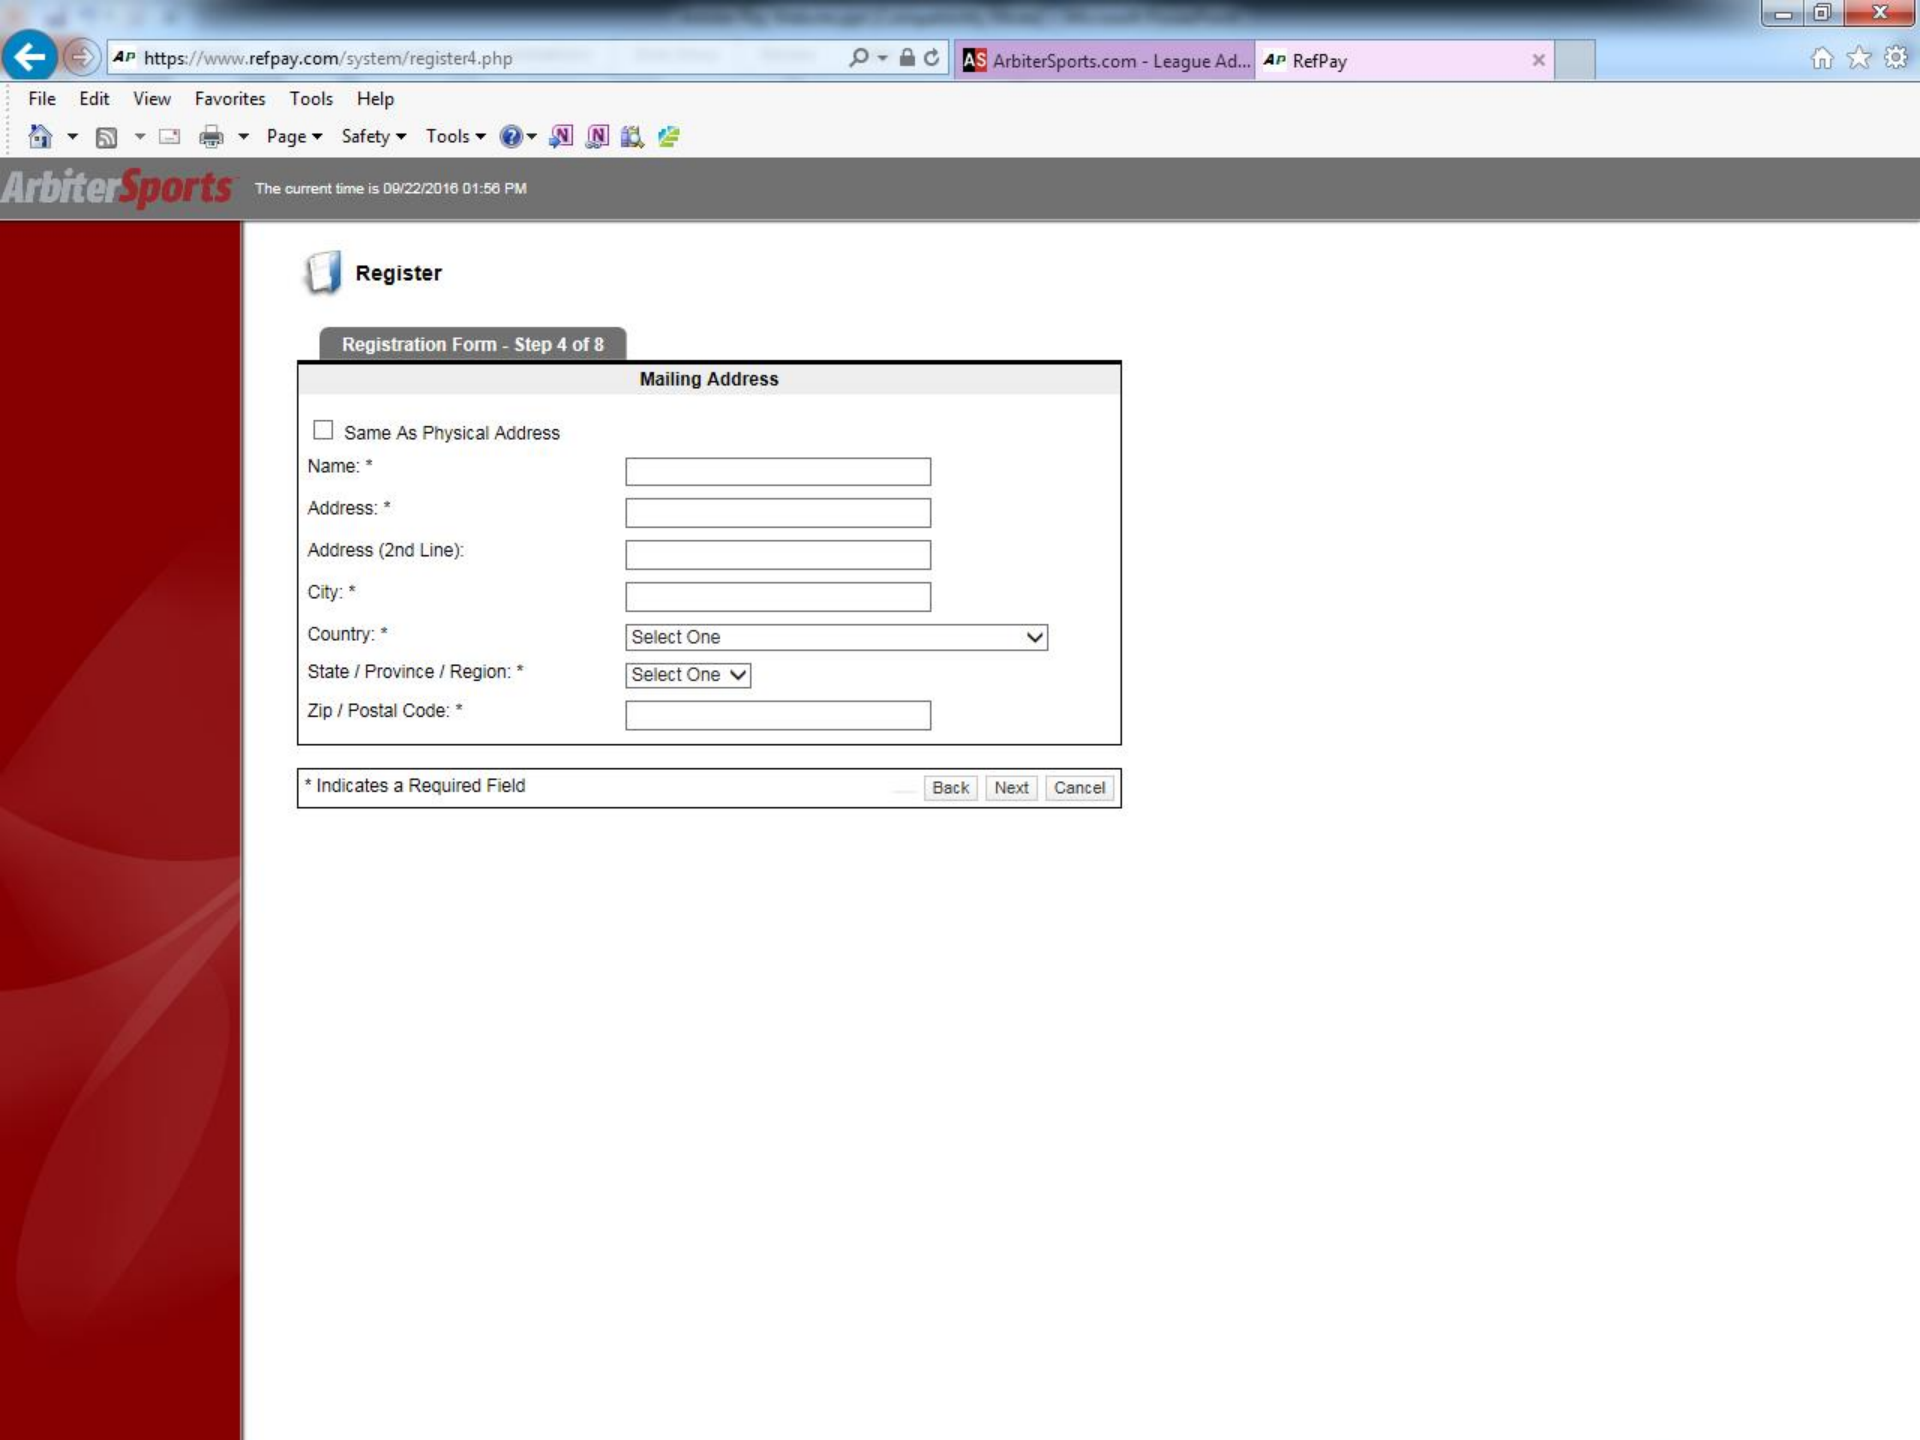 https://www.refpay.com/system/register4.php
AS ArbiterSports.com - League Ad...
AP RefPay
File Edit View Favorites Tools Help
Page Safety Tools
ArbiterSports The current time is 09/22/2016 01:56 PM
Register
Registration Form - Step 4 of 8
Mailing Address
Same As Physical Address
Name: *
Address: *
Address (2nd Line):
City: *
Country: * Select One
State / Province / Region: * Select One
Zip / Postal Code: *
* Indicates a Required Field Back Next Cancel